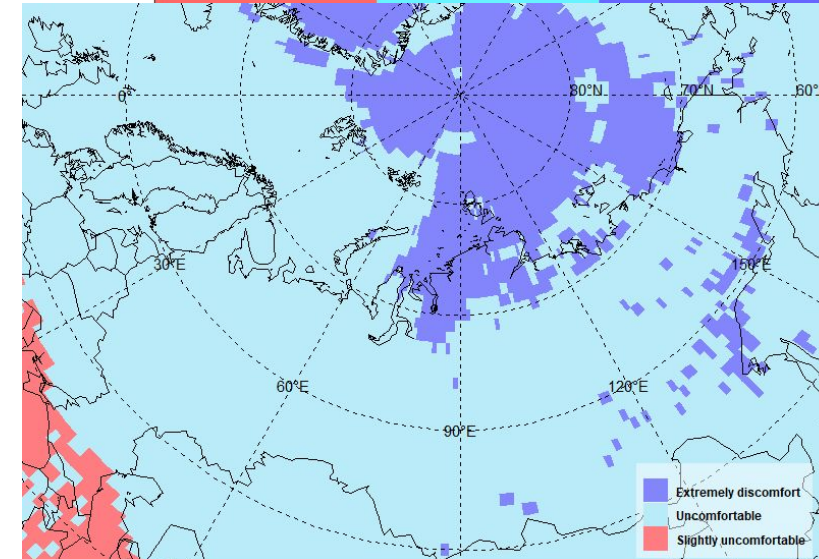 0°
80°N
70°N
60°
30°E
150°E
60°E
120°E
90°E
Extremely discomfort
Uncomfortable
Slightly uncomfortable